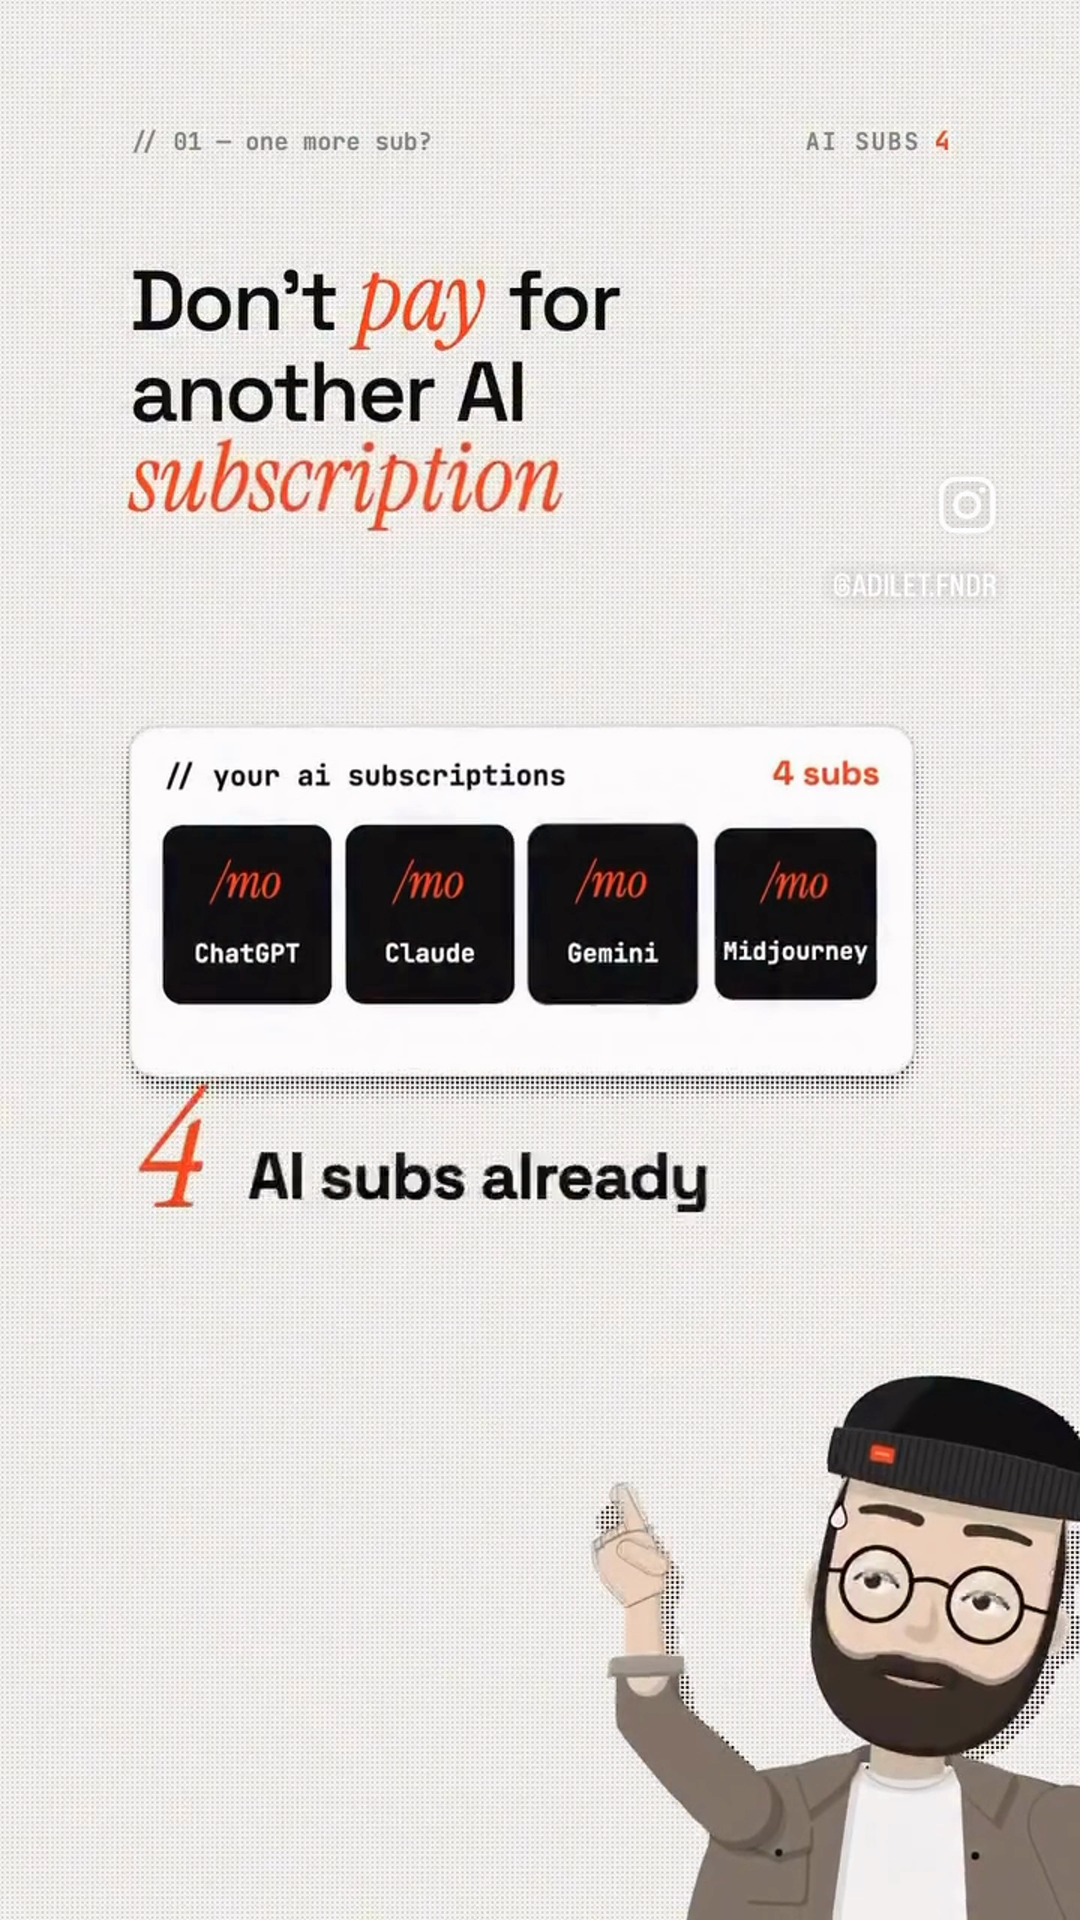 // 01 — one more sub?
AI SUBS 4
Don't pay for
another AI
subscription
@ADILET.FNDR
// your ai subscriptions
4 subs
/mo
ChatGPT
/mo
Claude
/mo
Gemini
/mo
Midjourney
4 AI subs already